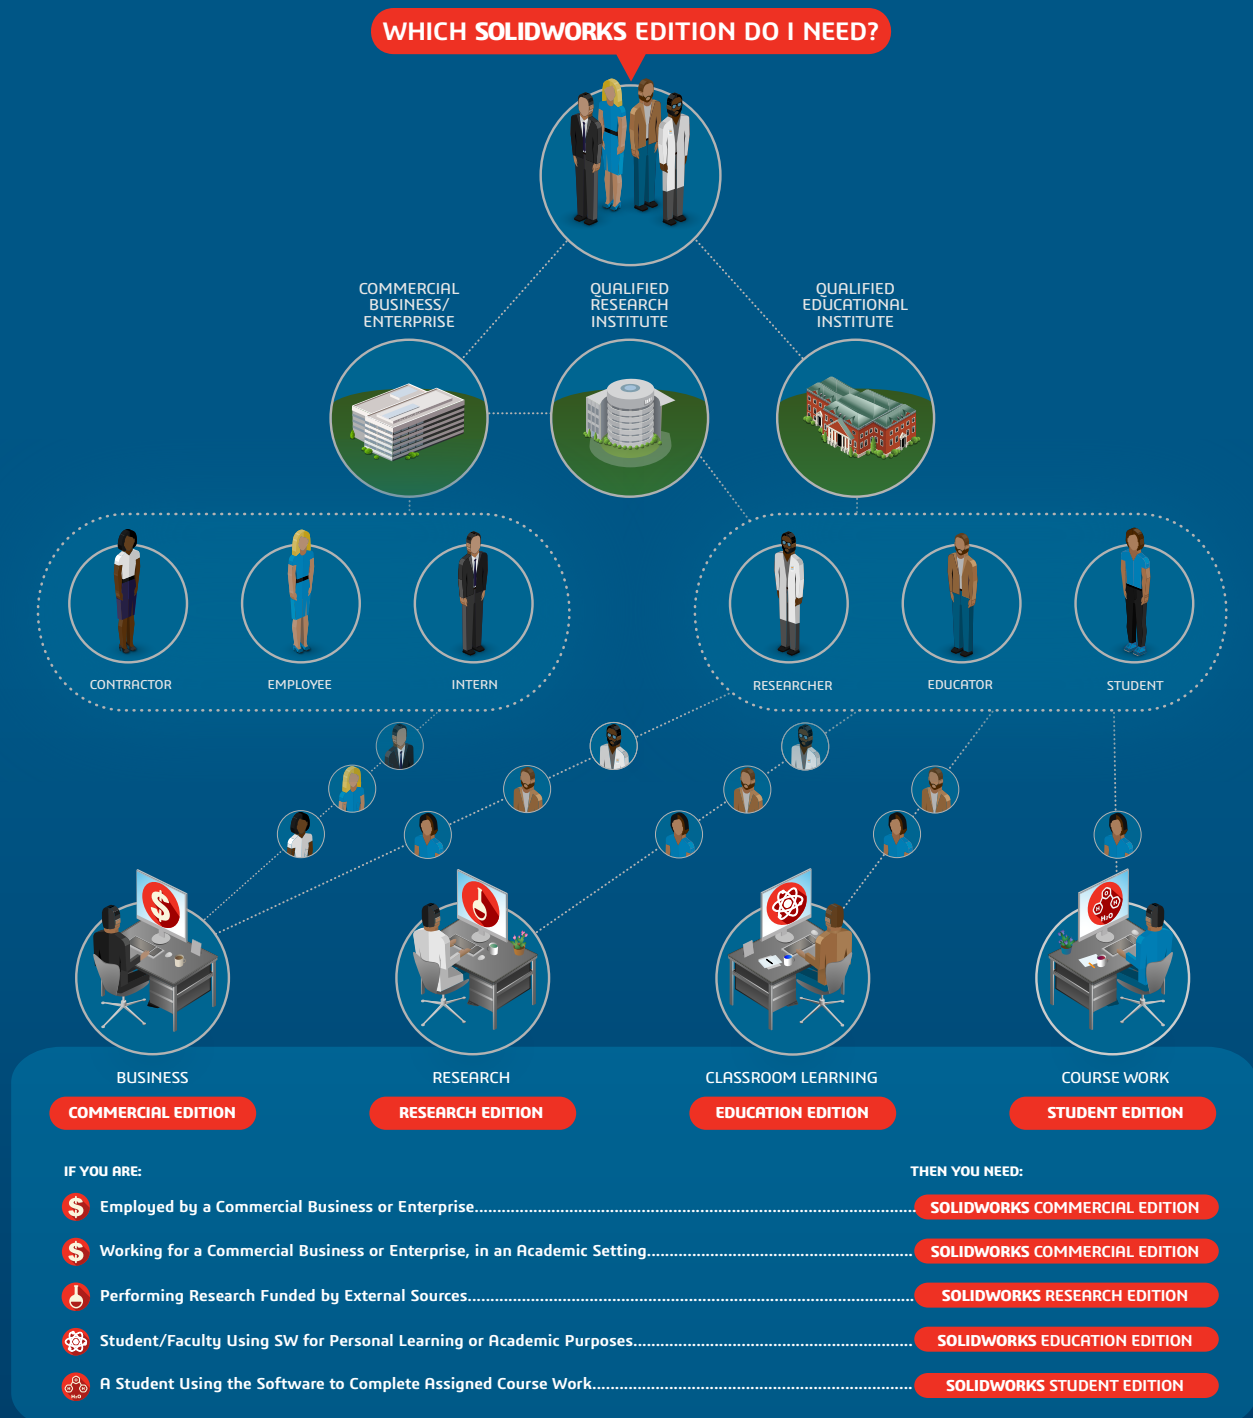 WHICH SOLIDWORKS EDITION DO I NEED?
COMMERCIAL
BUSINESS/
ENTERPRISE
QUALIFIED
RESEARCH
INSTITUTE
QUALIFIED
EDUCATIONAL
INSTITUTE
CONTRACTOR
EMPLOYEE
INTERN
RESEARCHER
EDUCATOR
STUDENT
$
H
O
H
H₂O
BUSINESS
RESEARCH
CLASSROOM LEARNING
COURSE WORK
COMMERCIAL EDITION
RESEARCH EDITION
EDUCATION EDITION
STUDENT EDITION
IF YOU ARE:
THEN YOU NEED:
$ Employed by a Commercial Business or Enterprise........ SOLIDWORKS COMMERCIAL EDITION
$ Working for a Commercial Business or Enterprise, in an Academic Setting........ SOLIDWORKS COMMERCIAL EDITION
Performing Research Funded by External Sources........ SOLIDWORKS RESEARCH EDITION
Student/Faculty Using SW for Personal Learning or Academic Purposes........ SOLIDWORKS EDUCATION EDITION
H O H H₂O A Student Using the Software to Complete Assigned Course Work........ SOLIDWORKS STUDENT EDITION